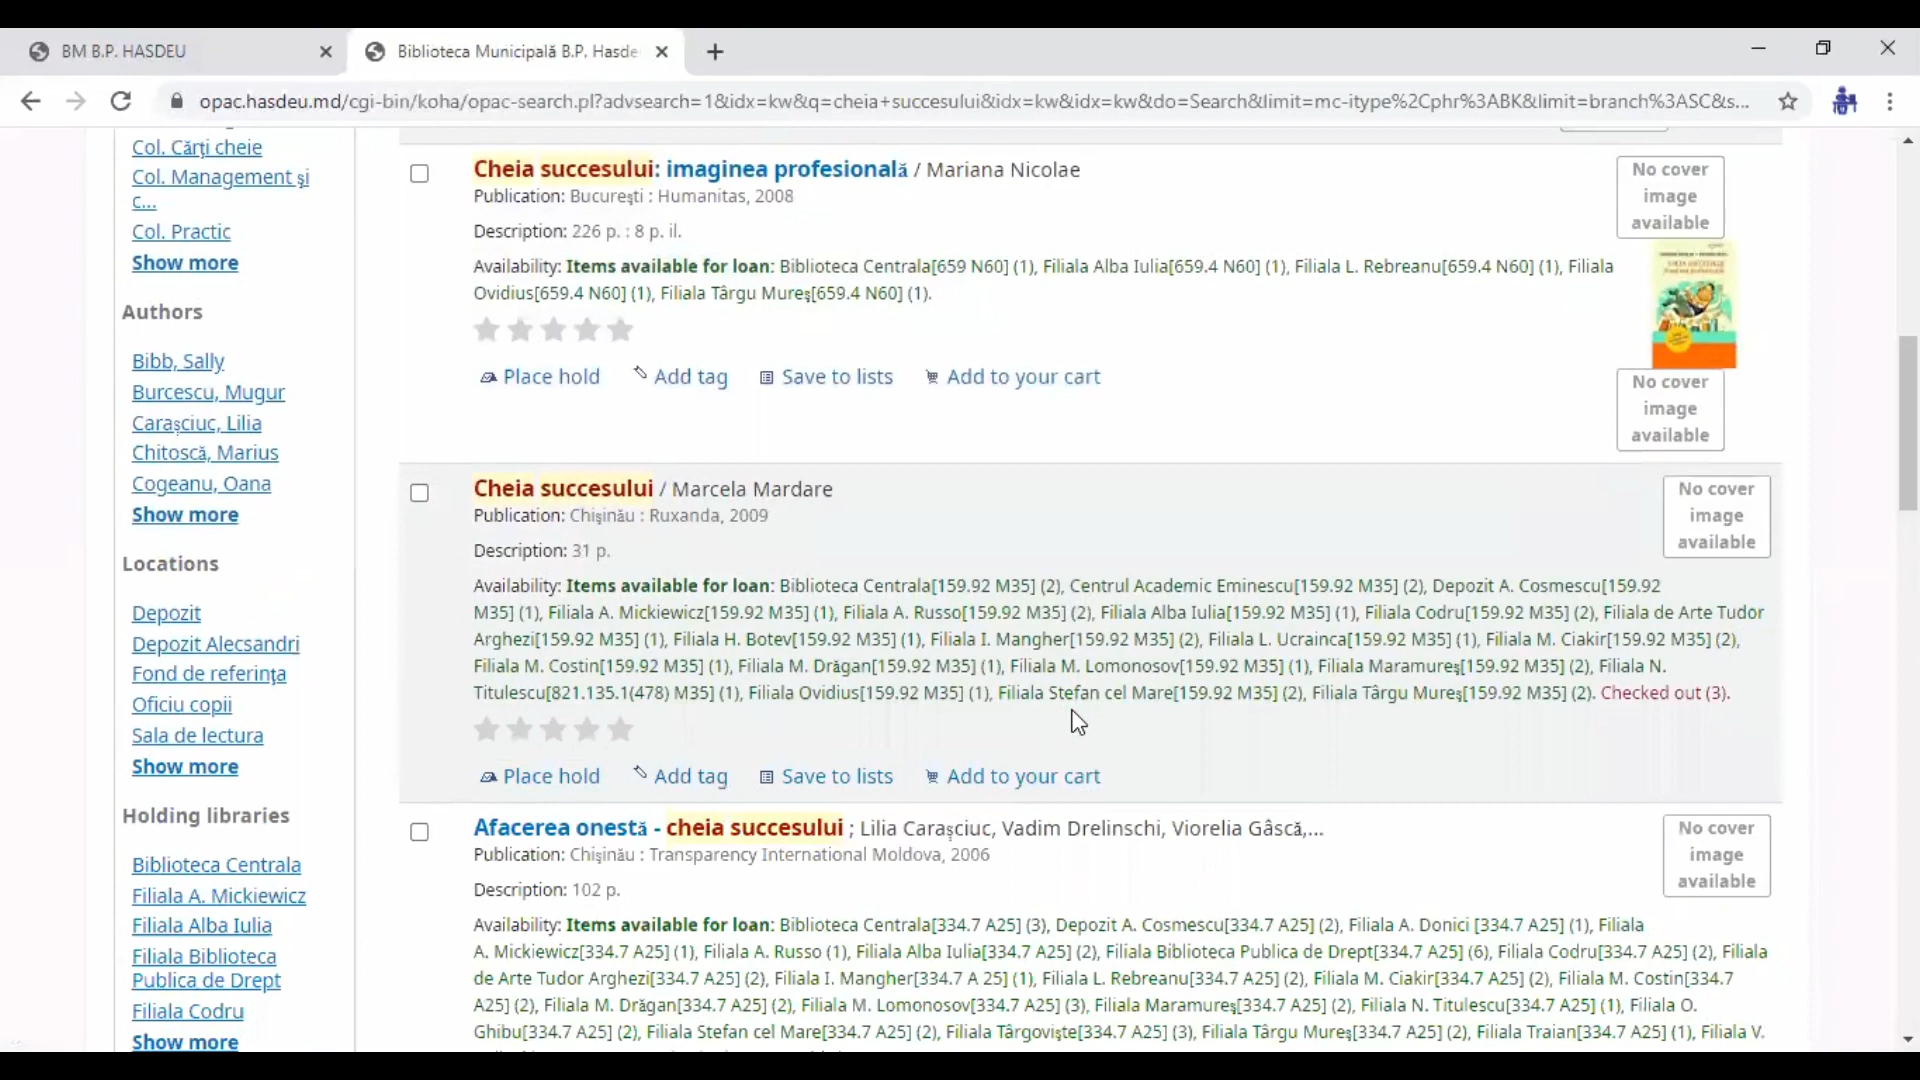 BM B.P. HASDEU
Biblioteca Municipală B.P. Hasde
opac.hasdeu.md/cgi-bin/koha/opac-search.pl?advsearch=1&idx=kw&q=cheia+succesului&idx=kw&idx=kw&do=Search&limit=mc-itype%2Cphr%3ABK&limit=branch%3ASC&s...
Col. Cărți cheie
Col. Management și
c...
Col. Practic
Show more
Authors
Bibb, Sally
Burcescu, Mugur
Carașciuc, Lilia
Chitoscă, Marius
Cogeanu, Oana
Show more
Locations
Depozit
Depozit Alecsandri
Fond de referinţa
Oficiu copii
Sala de lectura
Show more
Holding libraries
Biblioteca Centrala
Filiala A. Mickiewicz
Filiala Alba Iulia
Filiala Biblioteca
Publica de Drept
Filiala Codru
Show more
Cheia succesului: imaginea profesională / Mariana Nicolae
Publication: Bucureşti : Humanitas, 2008
Description: 226 p. : 8 p. il.
Availability: Items available for loan: Biblioteca Centrala[659 N60] (1), Filiala Alba Iulia[659.4 N60] (1), Filiala L. Rebreanu[659.4 N60] (1), Filiala
Ovidius[659.4 N60] (1), Filiala Târgu Mureş[659.4 N60] (1).
Place hold Add tag Save to lists Add to your cart
No cover
image
available
No cover
image
available
Cheia succesului / Marcela Mardare
Publication: Chişinău : Ruxanda, 2009
Description: 31 p.
Availability: Items available for loan: Biblioteca Centrala[159.92 M35] (2), Centrul Academic Eminescu[159.92 M35] (2), Depozit A. Cosmescu[159.92
M35] (1), Filiala A. Mickiewicz[159.92 M35] (1), Filiala A. Russo[159.92 M35] (2), Filiala Alba Iulia[159.92 M35] (1), Filiala Codru[159.92 M35] (2), Filiala de Arte Tudor
Arghezi[159.92 M35] (1), Filiala H. Botev[159.92 M35] (1), Filiala I. Mangher[159.92 M35] (2), Filiala L. Ucrainca[159.92 M35] (1), Filiala M. Ciakir[159.92 M35] (2),
Filiala M. Costin[159.92 M35] (1), Filiala M. Drăgan[159.92 M35] (1), Filiala M. Lomonosov[159.92 M35] (1), Filiala Maramureş[159.92 M35] (2), Filiala N.
Titulescu[821.135.1(478) M35] (1), Filiala Ovidius[159.92 M35] (1), Filiala Stefan cel Mare[159.92 M35] (2), Filiala Târgu Mureş[159.92 M35] (2). Checked out (3).
Place hold Add tag Save to lists Add to your cart
No cover
image
available
Afacerea onestă - cheia succesului ; Lilia Carașciuc, Vadim Drelinschi, Viorelia Gâscă,...
Publication: Chişinău : Transparency International Moldova, 2006
Description: 102 p.
Availability: Items available for loan: Biblioteca Centrala[334.7 A25] (3), Depozit A. Cosmescu[334.7 A25] (2), Filiala A. Donici [334.7 A25] (1), Filiala
A. Mickiewicz[334.7 A25] (1), Filiala A. Russo (1), Filiala Alba Iulia[334.7 A25] (2), Filiala Biblioteca Publica de Drept[334.7 A25] (6), Filiala Codru[334.7 A25] (2), Filiala
de Arte Tudor Arghezi[334.7 A25] (2), Filiala I. Mangher[334.7 A 25] (1), Filiala L. Rebreanu[334.7 A25] (2), Filiala M. Ciakir[334.7 A25] (2), Filiala M. Costin[334.7
A25] (2), Filiala M. Drăgan[334.7 A25] (2), Filiala M. Lomonosov[334.7 A25] (3), Filiala Maramureş[334.7 A25] (2), Filiala N. Titulescu[334.7 A25] (1), Filiala O.
Ghibu[334.7 A25] (2), Filiala Stefan cel Mare[334.7 A25] (2), Filiala Târgovişte[334.7 A25] (3), Filiala Târgu Mureş[334.7 A25] (2), Filiala Traian[334.7 A25] (1), Filiala V.
No cover
image
available